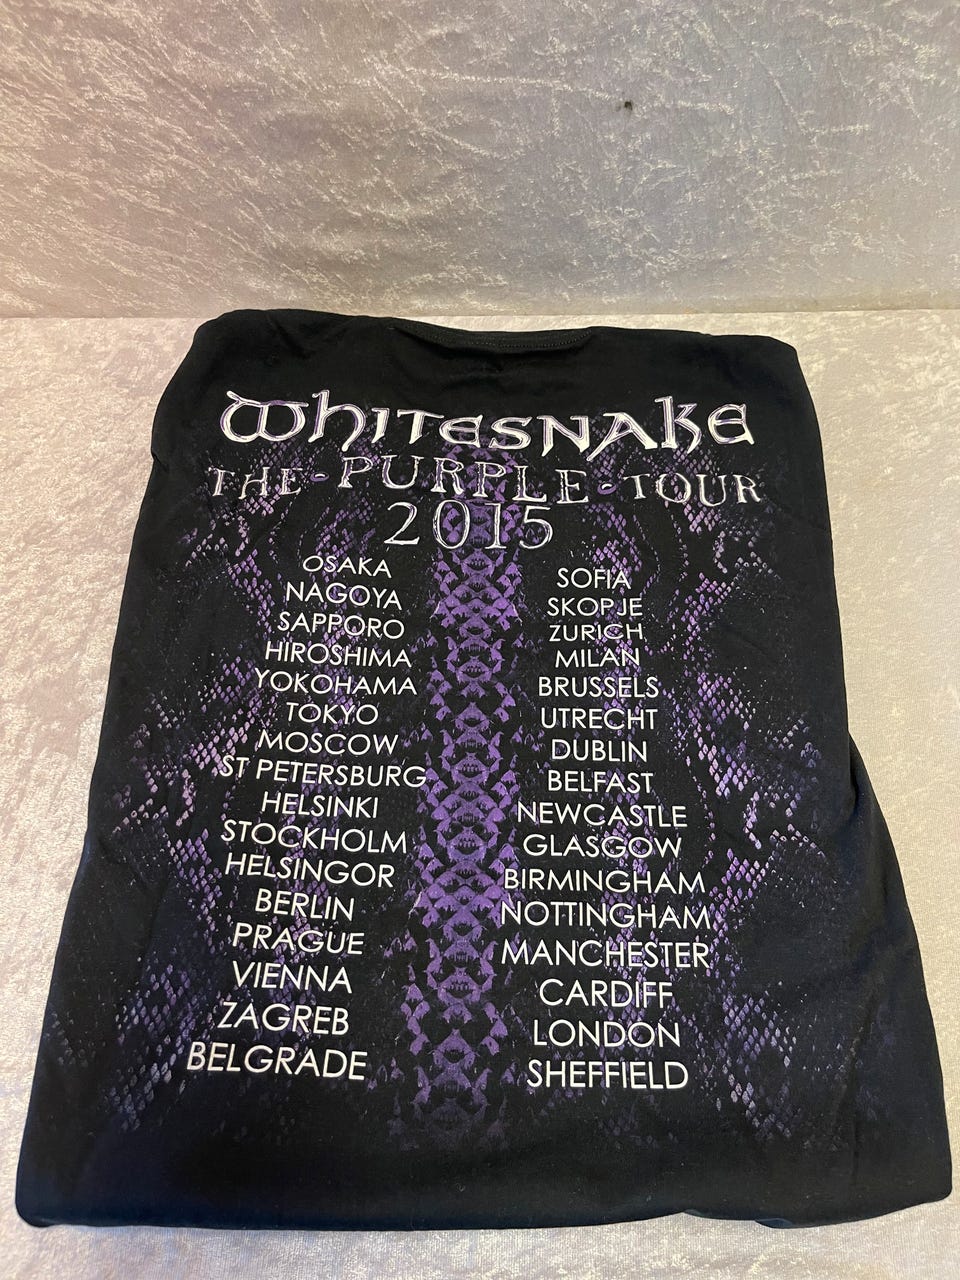 WHITESNAKE
THE • PURPLE • TOUR
2015
OSAKA
NAGOYA
SAPPORO
HIROSHIMA
YOKOHAMA
TOKYO
MOSCOW
ST PETERSBURG
HELSINKI
STOCKHOLM
HELSINGOR
BERLIN
PRAGUE
VIENNA
ZAGREB
BELGRADE
SOFIA
SKOPJE
ZURICH
MILAN
BRUSSELS
UTRECHT
DUBLIN
BELFAST
NEWCASTLE
GLASGOW
BIRMINGHAM
NOTTINGHAM
MANCHESTER
CARDIFF
LONDON
SHEFFIELD